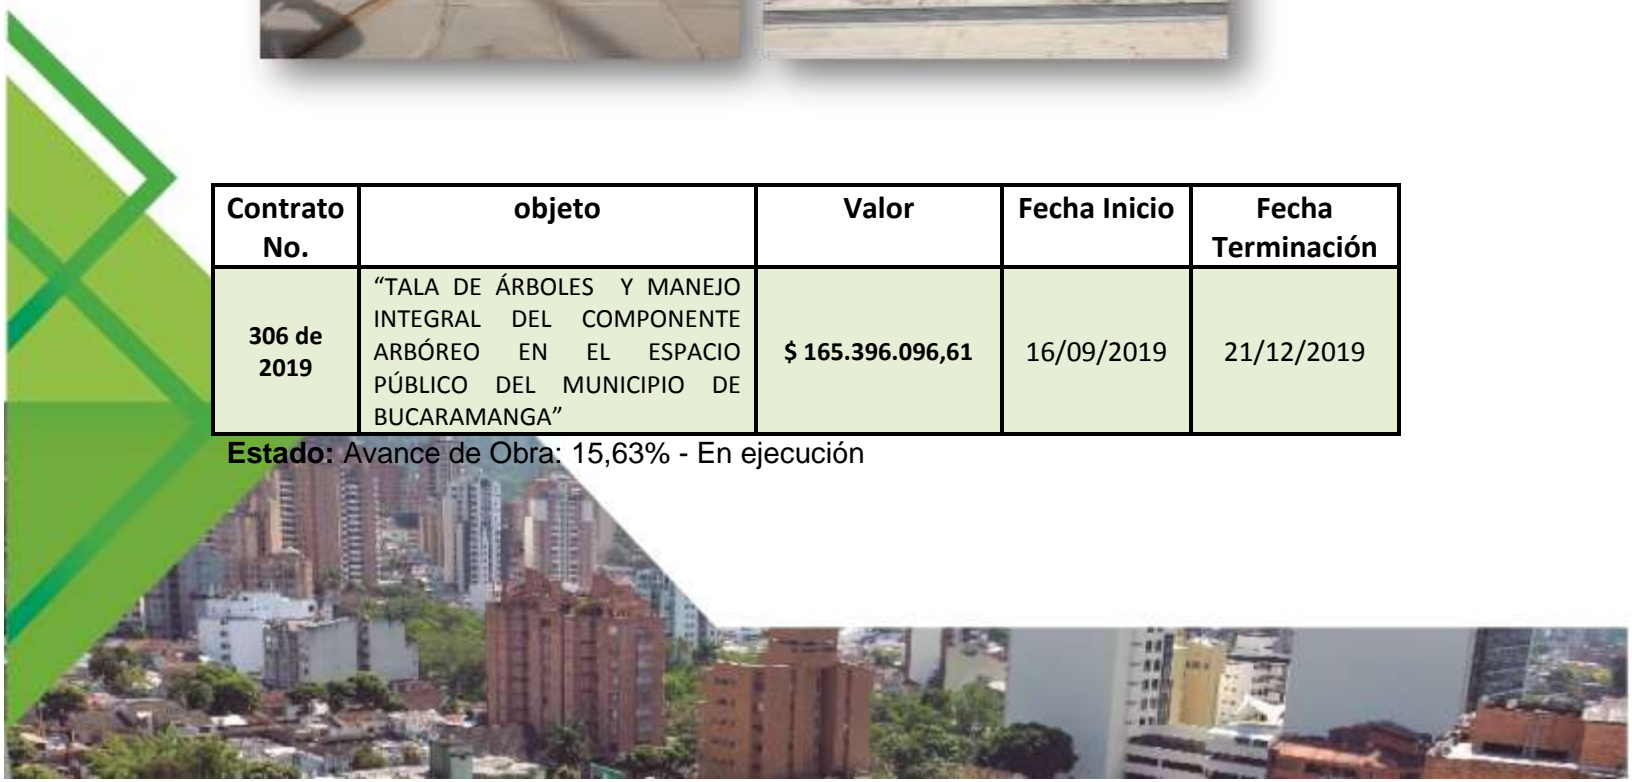 Contrato No.
objeto
Valor
Fecha Inicio
Fecha Terminación
306 de 2019
“TALA DE ÁRBOLES Y MANEJO
INTEGRAL DEL COMPONENTE
ARBÓREO EN EL ESPACIO
PÚBLICO DEL MUNICIPIO DE
BUCARAMANGA”
$ 165.396.096,61
16/09/2019
21/12/2019
Estado: Avance de Obra: 15,63% - En ejecución